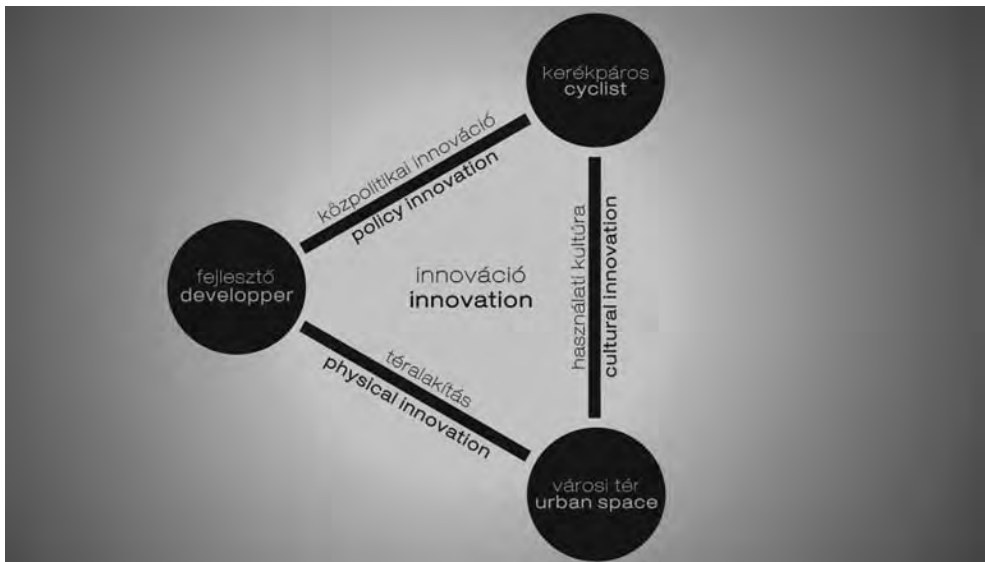 kerékpáros
cyclist
közpolitikai innováció
policy innovation
fejlesztő
developper
innováció
innovation
használati kultúra
cultural innovation
téralakítás
physical innovation
városi tér
urban space